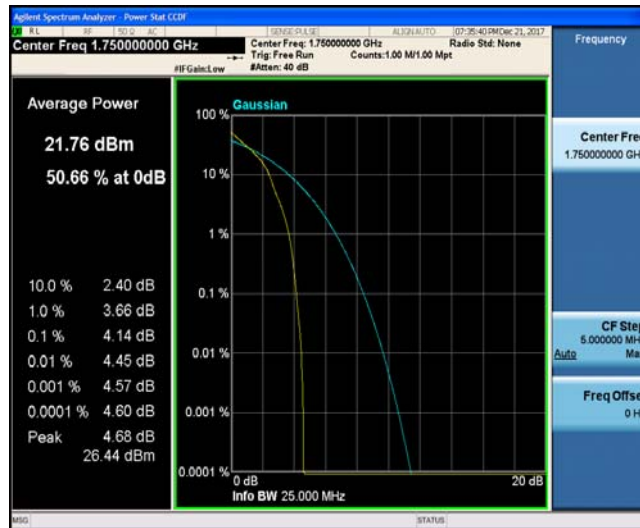 Agilent Spectrum Analyzer - Power Stat CCDF
RL RF 50 Ω AC SENSE:PULSE ALIGN AUTO 07:35:40 PM Dec 21, 2017
Center Freq 1.750000000 GHz
Center Freq: 1.750000000 GHz Radio Std: None
Trig: Free Run Counts:1.00 M/1.00 Mpt
#IFGain:Low #Atten: 40 dB
Frequency
Average Power
21.76 dBm
50.66 % at 0dB
10.0 % 2.40 dB
1.0 % 3.66 dB
0.1 % 4.14 dB
0.01 % 4.45 dB
0.001 % 4.57 dB
0.0001 % 4.60 dB
Peak 4.68 dB
26.44 dBm
Gaussian
100 %
10 %
1 %
0.1 %
0.01 %
0.001 %
0.0001 %
0 dB 20 dB
Info BW 25.000 MHz
Center Fre
1.750000000 GH
CF Step
5.000000 MH
Auto Ma
Freq Offse
0 H
MSG STATUS